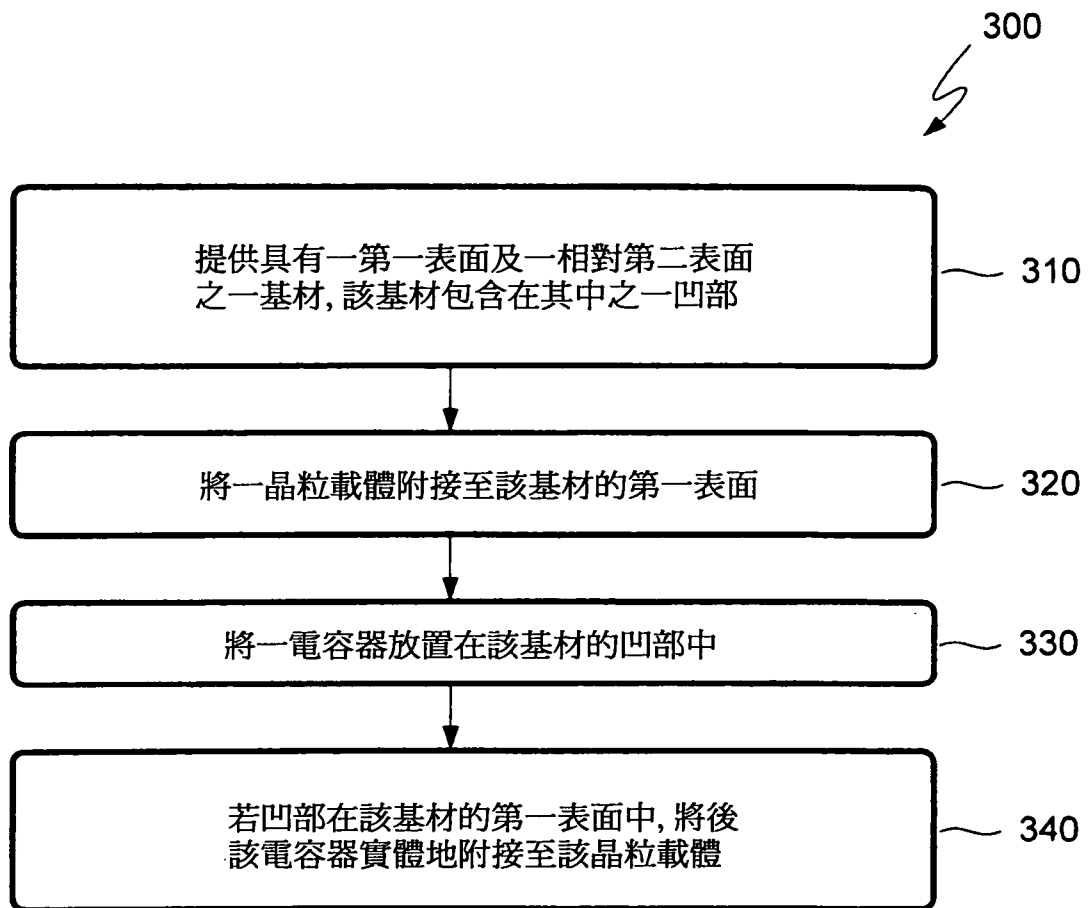 300
提供具有一第一表面及一相對第二表面
之一基材, 該基材包含在其中之一凹部
310
將一晶粒載體附接至該基材的第一表面
320
將一電容器放置在該基材的凹部中
330
若凹部在該基材的第一表面中, 將後
該電容器實體地附接至該晶粒載體
340